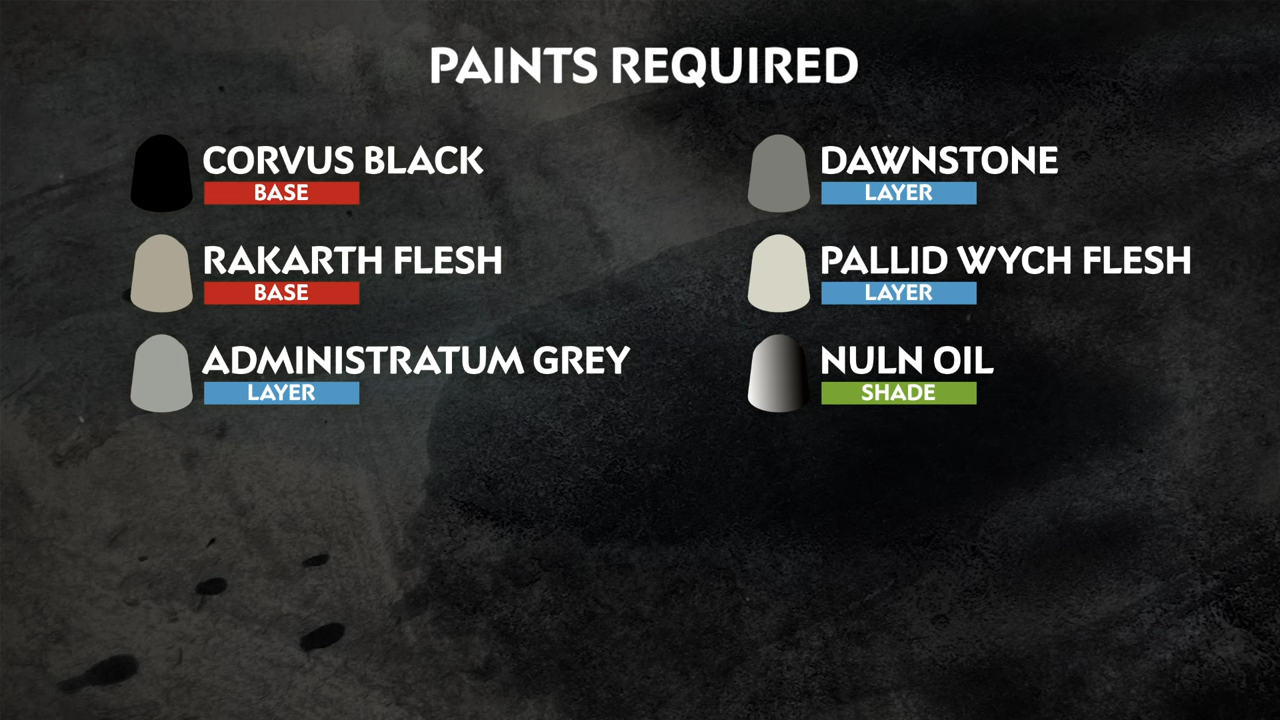 PAINTS REQUIRED
CORVUS BLACK
BASE
RAKARTH FLESH
BASE
ADMINISTRATUM GREY
LAYER
DAWNSTONE
LAYER
PALLID WYCH FLESH
LAYER
NULN OIL
SHADE